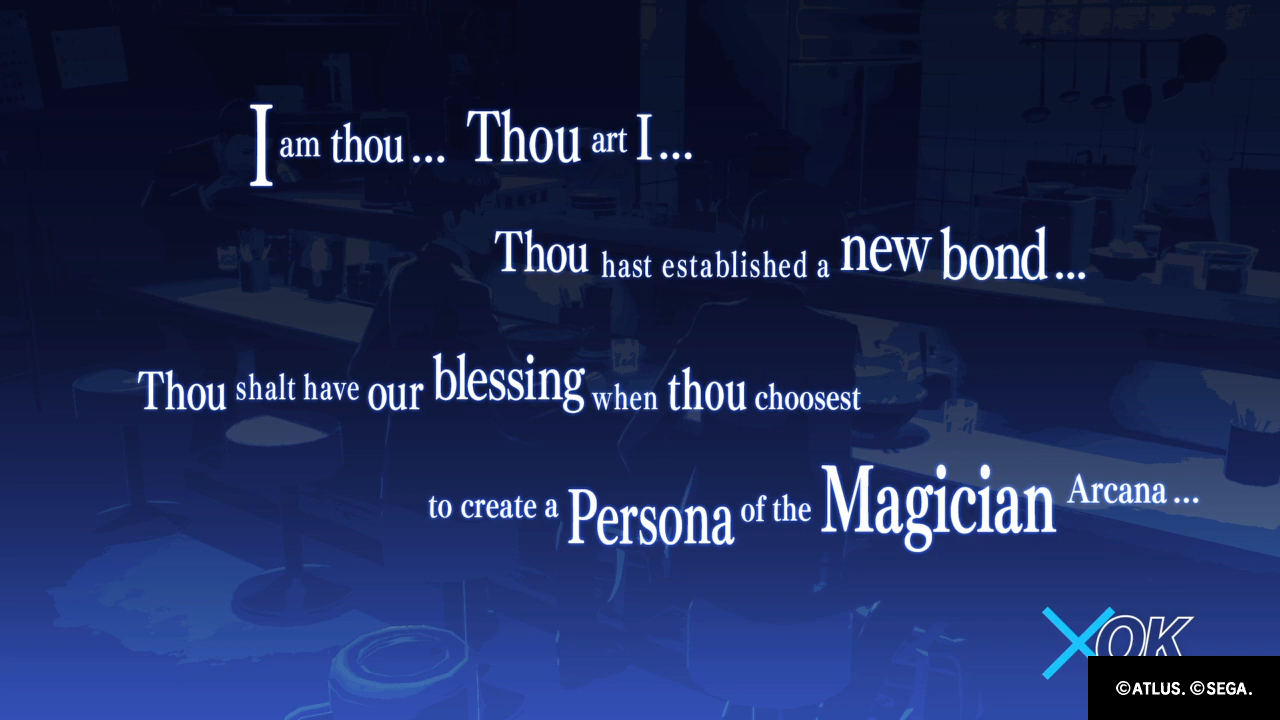 I am thou... Thou art I...
Thou hast established a new bond...
Thou shalt have our blessing when thou choosest
to create a Persona of the Magician Arcana...
OK
©ATLUS. ©SEGA.